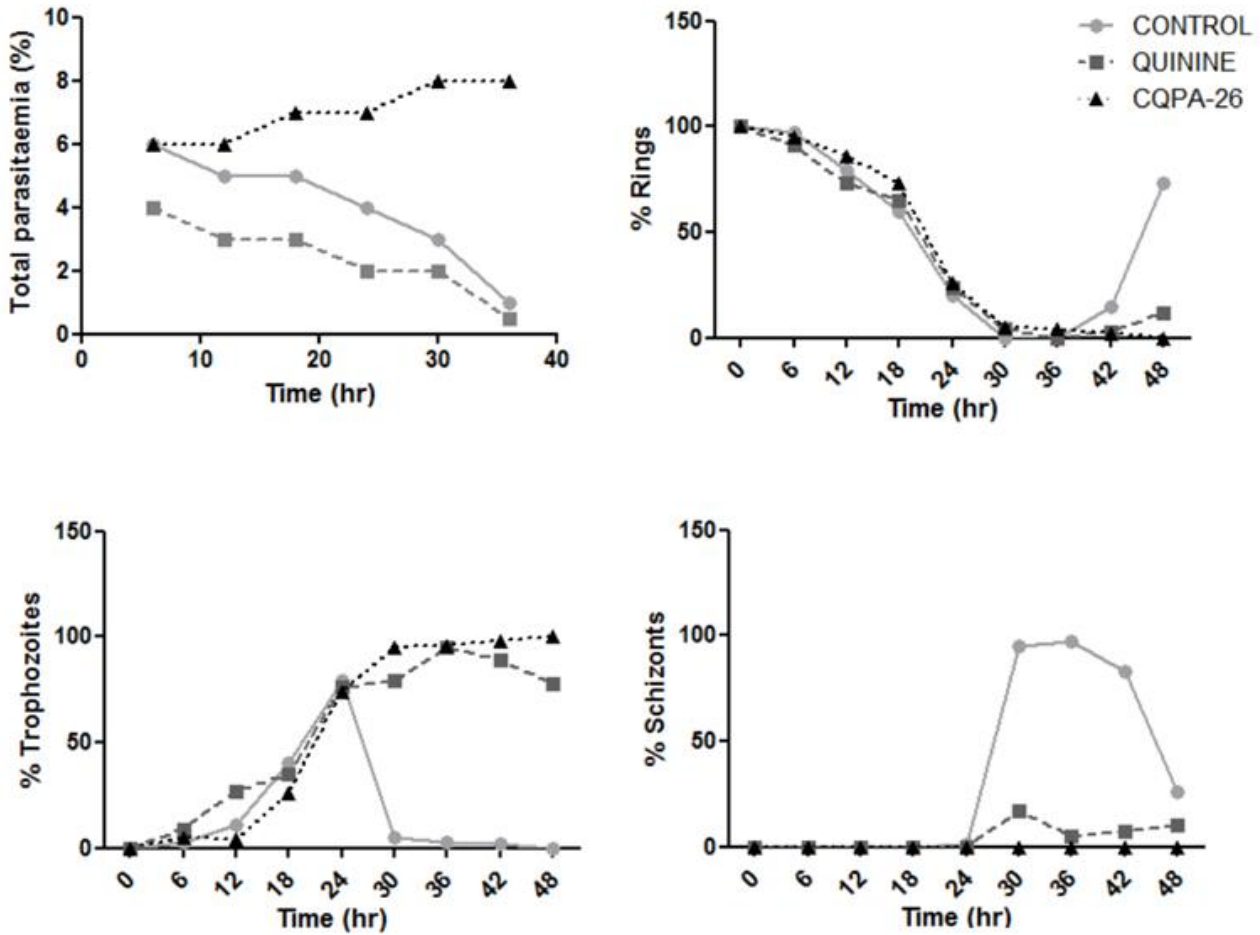 Total parasitaemia (%)
10
8
6
4
2
0
0 10 20 30 40
Time (hr)
% Rings
150
100
50
0
0 6 12 18 24 30 36 42 48
Time (hr)
CONTROL
QUININE
CQPA-26
% Trophozoites
150
100
50
0
0 6 12 18 24 30 36 42 48
Time (hr)
% Schizonts
150
100
50
0
0 6 12 18 24 30 36 42 48
Time (hr)